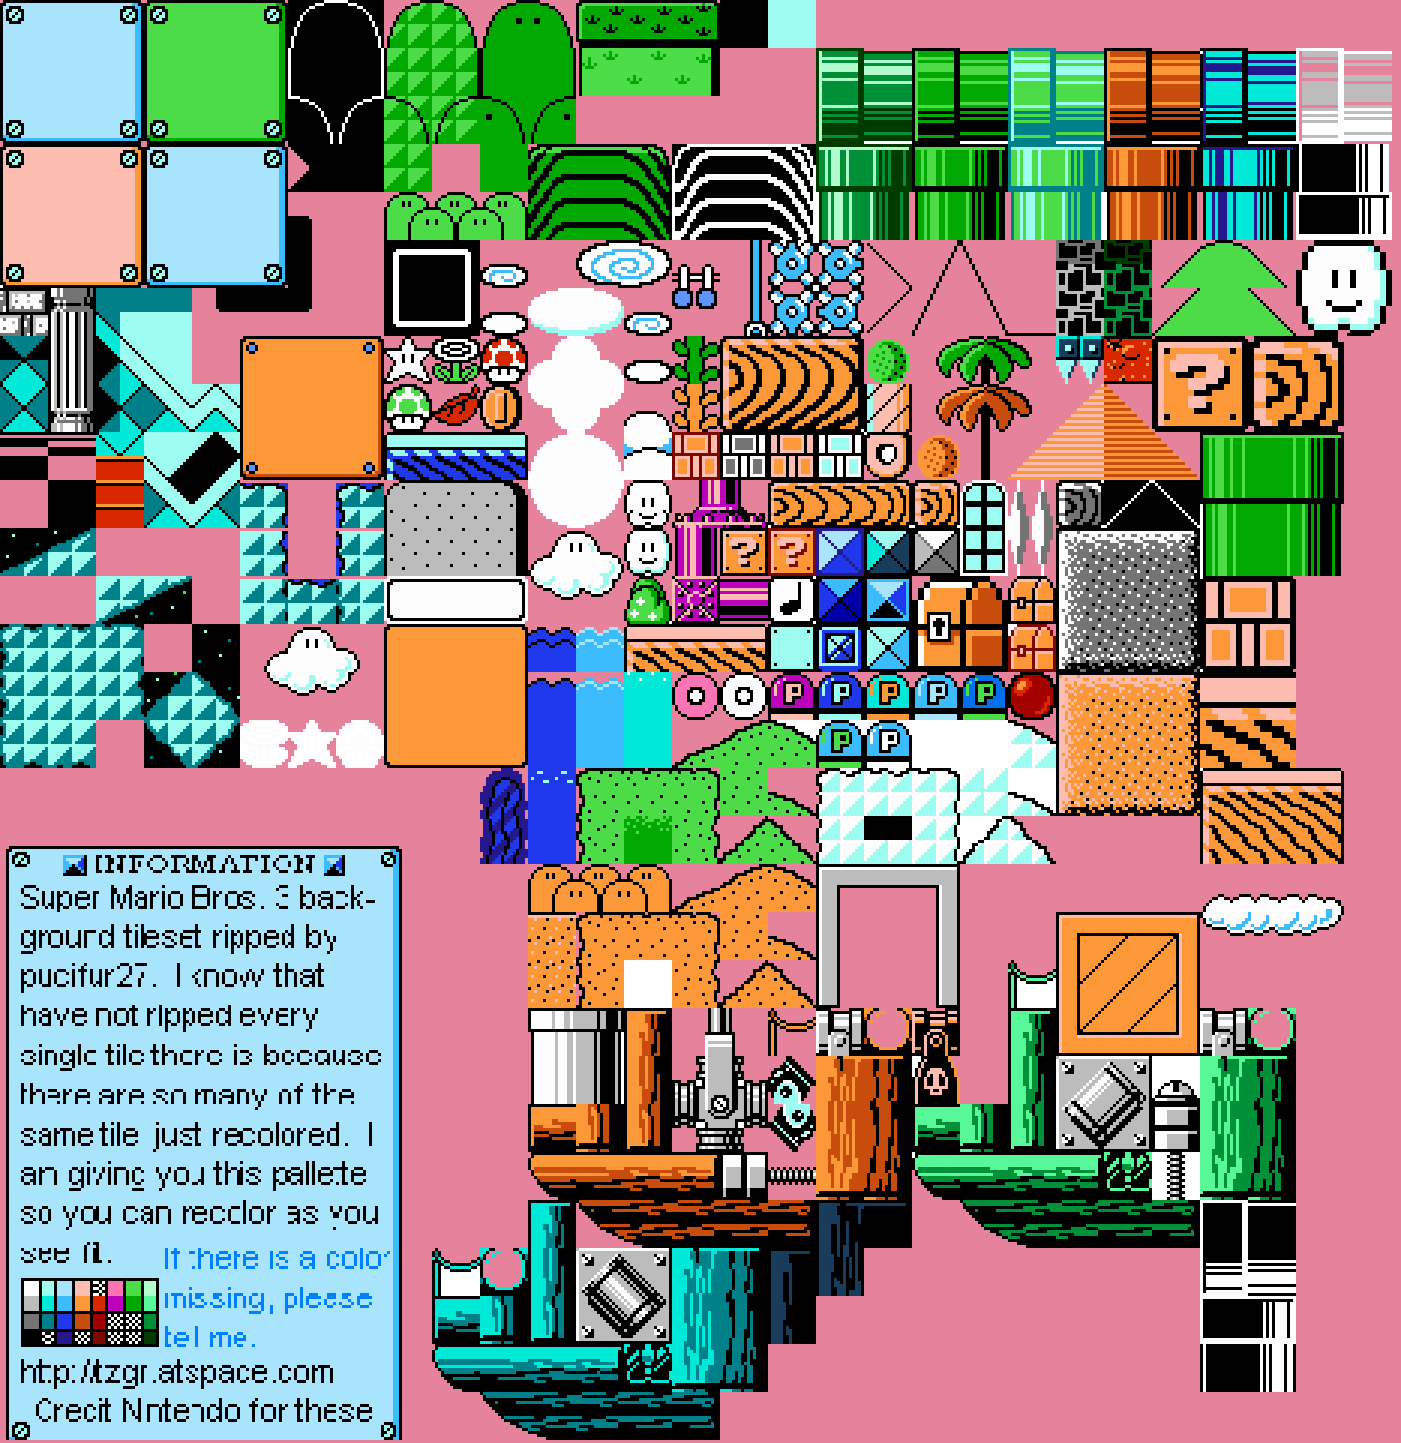 P P P P P
P P
INFORMATION
Super Mario Bros. 3 back-
ground tileset ripped by
pucifur27. I know that
have not ripped every
single tile there is because
there are so many of the
same tile just recolored. I
am giving you this pallette
so you can recolor as you
see fit.
If there is a color
missing, please
tell me.
http://tzgr.atspace.com
Credit Nintendo for these